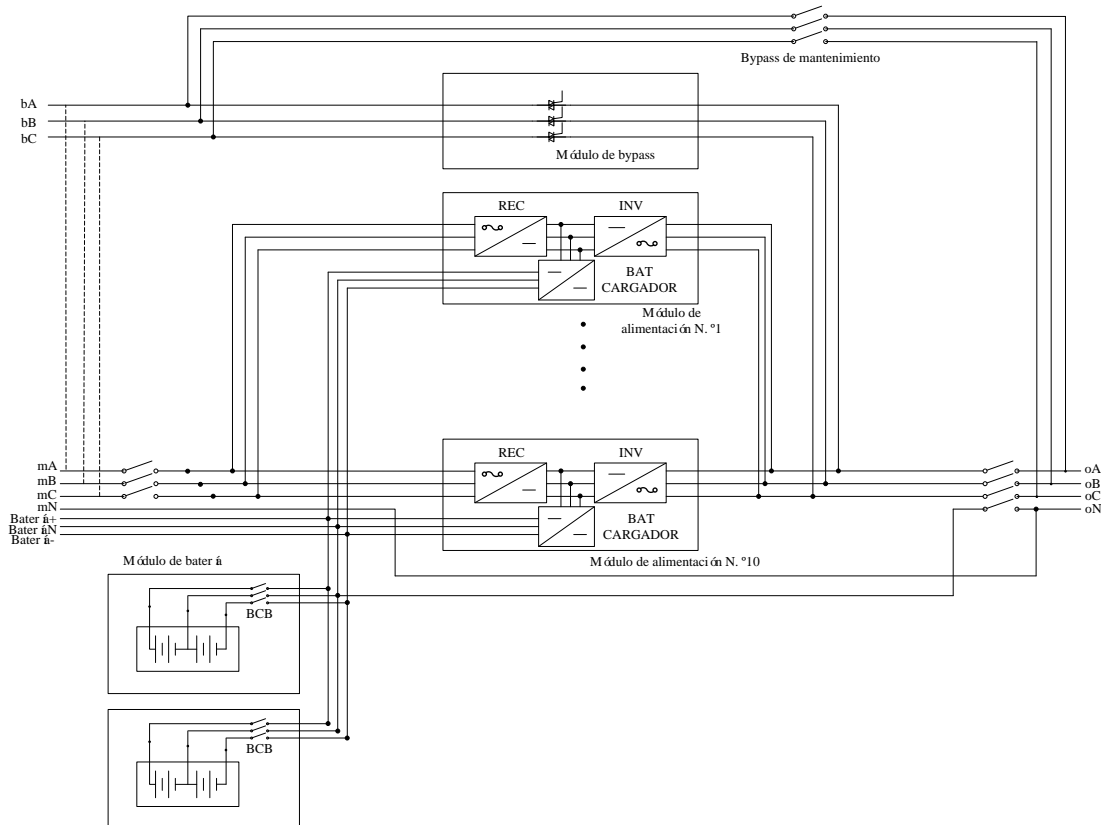 Bypass de mantenimiento
bA
bB
bC
Módulo de bypass
REC
INV
BAT
CARGADOR
Módulo de
alimentación N.º1
mA
mB
mC
mN
Batería+
BateríaN
Batería-
REC
INV
BAT
CARGADOR
oA
oB
oC
oN
Módulo de batería
Módulo de alimentación N.º10
BCB
BCB